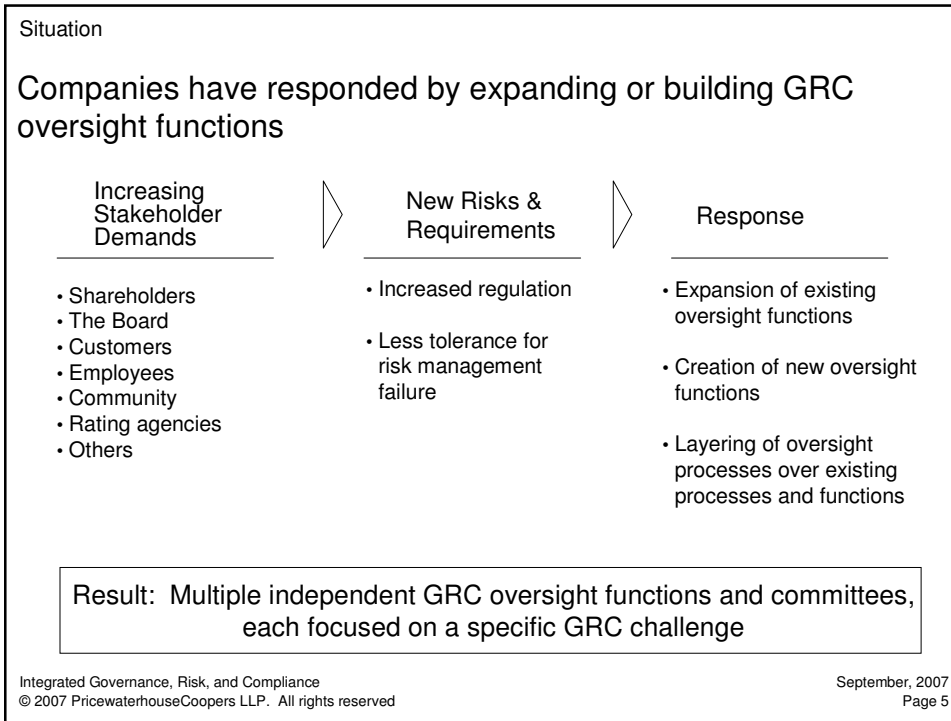 Situation
Companies have responded by expanding or building GRC
oversight functions
Increasing
Stakeholder
Demands
• Shareholders
• The Board
• Customers
• Employees
• Community
• Rating agencies
• Others
New Risks &
Requirements
• Increased regulation
• Less tolerance for
risk management
failure
Response
• Expansion of existing
oversight functions
• Creation of new oversight
functions
• Layering of oversight
processes over existing
processes and functions
Result: Multiple independent GRC oversight functions and committees,
each focused on a specific GRC challenge
Integrated Governance, Risk, and Compliance
© 2007 PricewaterhouseCoopers LLP. All rights reserved
September, 2007
Page 5